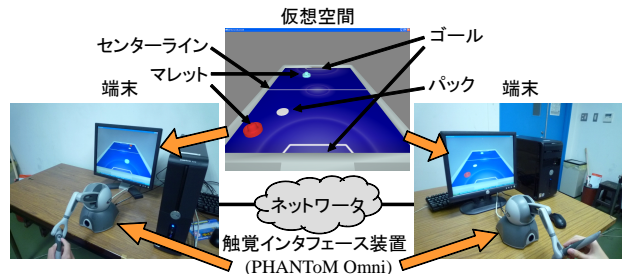 仮想空間
センターライン
ゴール
マレット
端末
パック
端末
ネットワーク
触覚インタフェース装置
(PHANToM Omni)